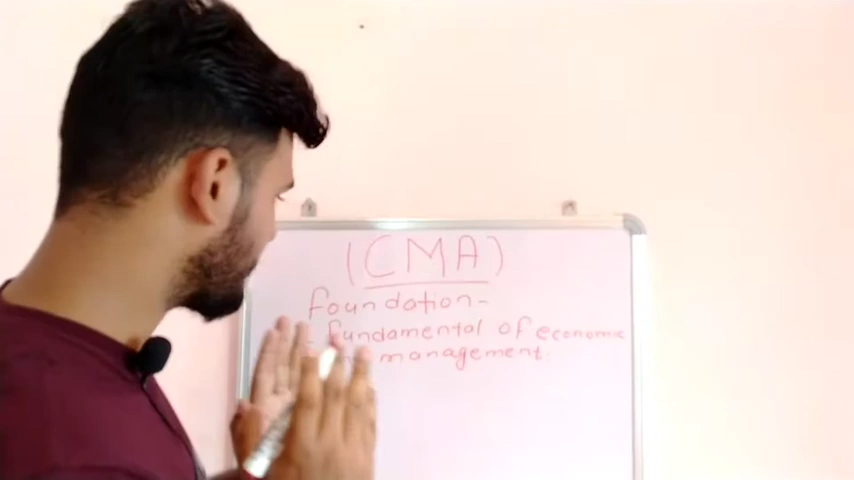 (CMA)
foundation-
fundamental of economic
management.